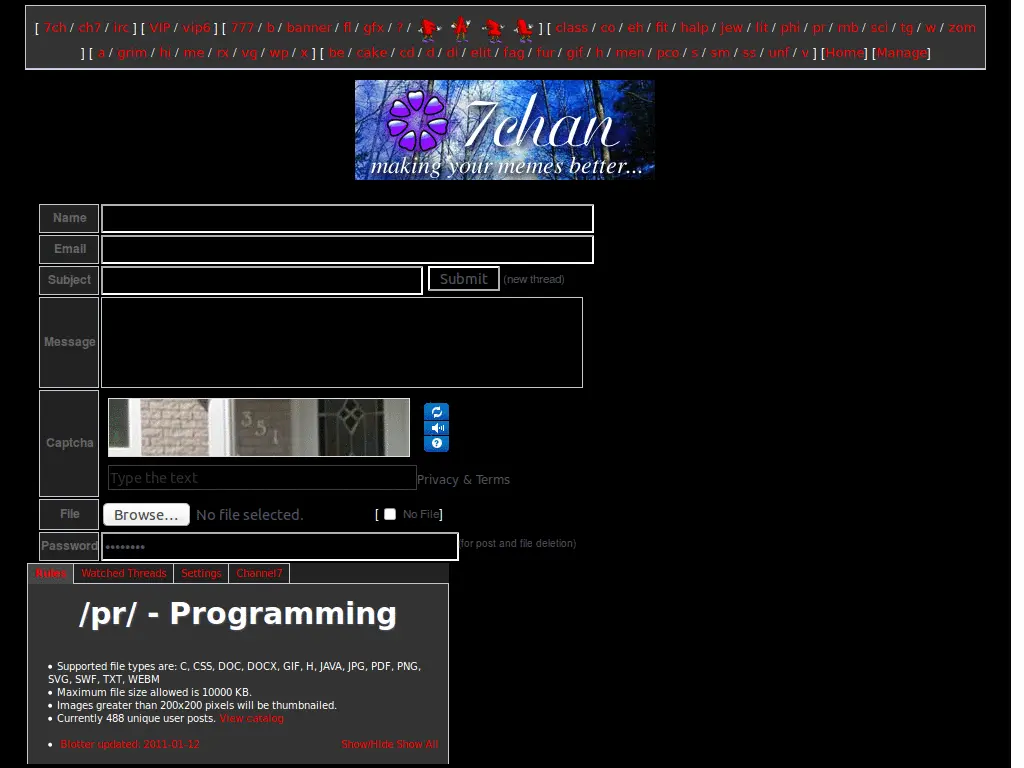 [ 7ch / ch7 / irc ] [ VIP / vip6 ] [ 777 / b / banner / fl / gfx / ? / ] [ class / co / eh / fit / halp / jew / lit / phi / pr / rnb / sci / tg / w / zom
] [ a / grim / hi / me / rx / vg / wp / x ] [ be / cake / cd / d / di / elit / fag / fur / gif / h / men / pco / s / sm / ss / unf / v ] [Home] [Manage]
7chan
making your memes better...
Name
Email
Subject
Submit (new thread)
Message
Captcha
Type the text
Privacy & Terms
File
Browse... No file selected. [ No File]
Password
(for post and file deletion)
Rules Watched Threads Settings Channel7
/pr/ - Programming
• Supported file types are: C, CSS, DOC, DOCX, GIF, H, JAVA, JPG, PDF, PNG,
SVG, SWF, TXT, WEBM
• Maximum file size allowed is 10000 KB.
• Images greater than 200x200 pixels will be thumbnailed.
• Currently 488 unique user posts. View catalog
• Blotter updated: 2011-01-12 Show/Hide Show All